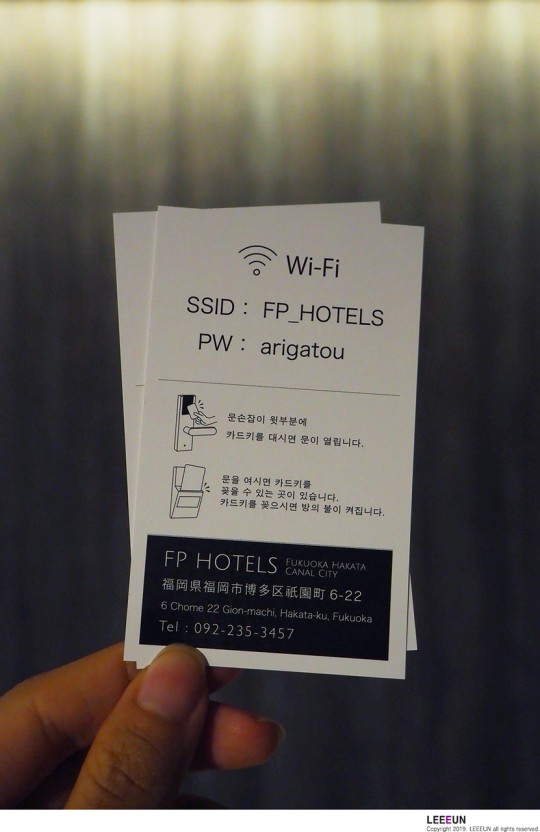 Wi-Fi
SSID : FP_HOTELS
PW : arigatou
문손잡이 윗부분에
카드키를 대시면 문이 열립니다.
문을 여시면 카드키를
꽂을 수 있는 곳이 있습니다.
카드키를 꽂으시면 방의 불이 켜집니다.
FP HOTELS FUKUOKA HAKATA
CANAL CITY
福岡県福岡市博多区祇園町 6-22
6 Chome 22 Gion-machi, Hakata-ku, Fukuoka
Tel : 092-235-3457
LEEEUN
Copyright 2019. LEEEUN all rights reserved.